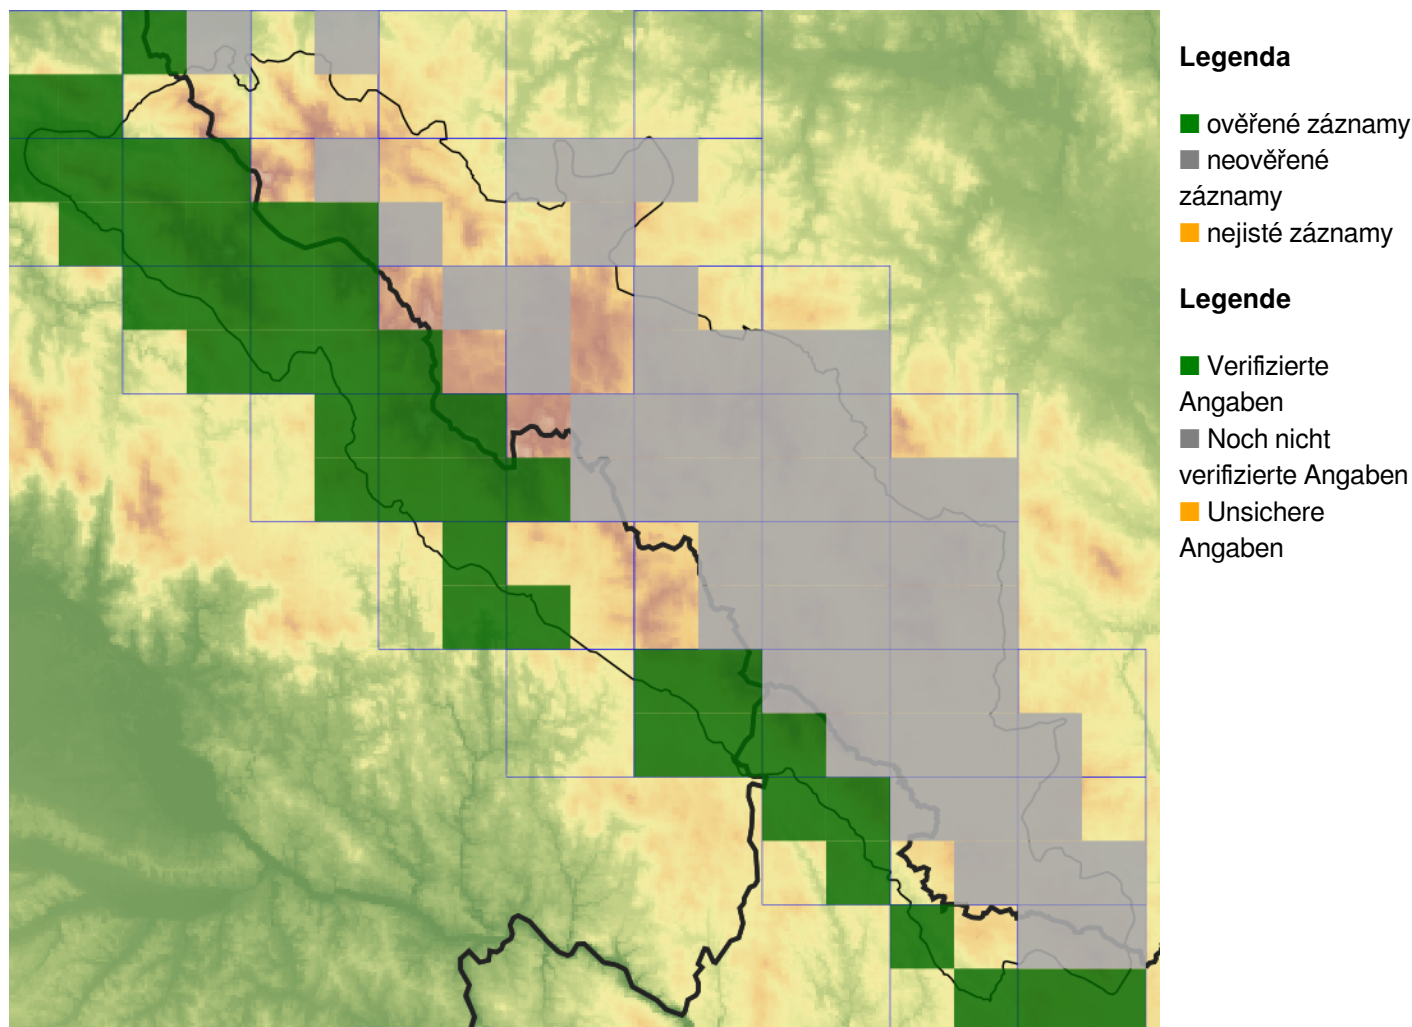 Legenda
ověřené záznamy
neověřené
záznamy
nejisté záznamy
Legende
Verifizierte
Angaben
Noch nicht
verifizierte Angaben
Unsichere
Angaben